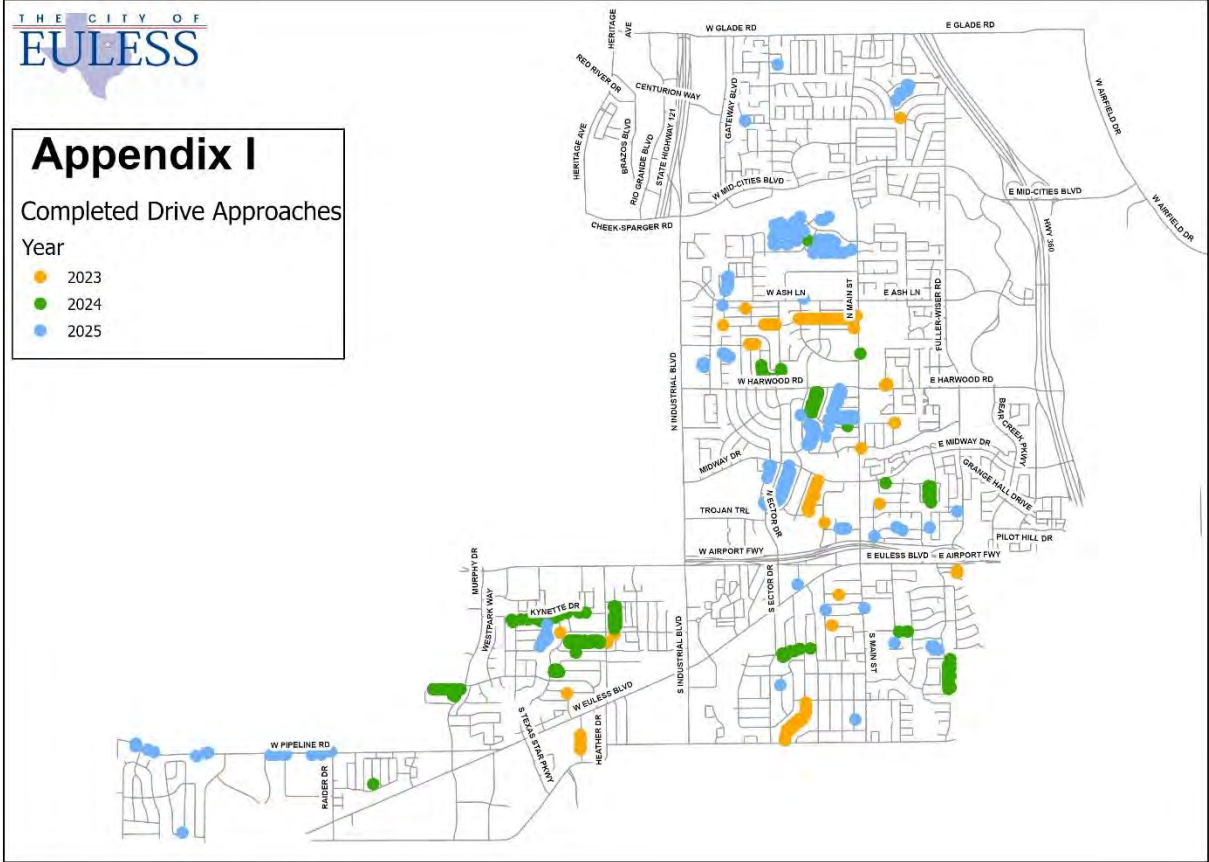 THE CITY OF
EULESS
Appendix I
Completed Drive Approaches
Year
2023
2024
2025
HERITAGE
AVE
W GLADE RD
E GLADE RD
RED RIVER DR
CENTURION WAY
HERITAGE AVE
BRAZOS BLVD
RIO GRANDE BLVD
STATE HIGHWAY 121
GATEWAY BLVD
W AIRFIELD DR
W MID-CITIES BLVD
E MID-CITIES BLVD
W AIRFIELD DR
CHEEK-SPARGER RD
HWY 360
W ASH LN
E ASH LN
N MAIN ST
FULLER-WISER RD
N INDUSTRIAL BLVD
W HARWOOD RD
E HARWOOD RD
BEAR CREEK PKWY
MIDWAY DR
E MIDWAY DR
GRANGE HALL DRIVE
N ECTOR DR
TROJAN TRL
PILOT HILL DR
W AIRPORT FWY
E EULESS BLVD
E AIRPORT FWY
MURPHY DR
WESTPARK WAY
KYNETTE DR
S ECTOR DR
S INDUSTRIAL BLVD
S MAIN ST
W EULESS BLVD
S TEXAS STAR PKWY
HEATHER DR
W PIPELINE RD
RAIDER DR